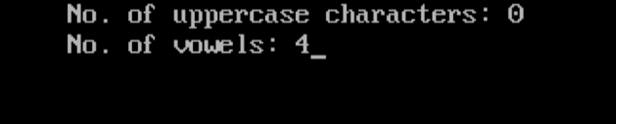 No. of uppercase characters: 0
No. of vowels: 4_